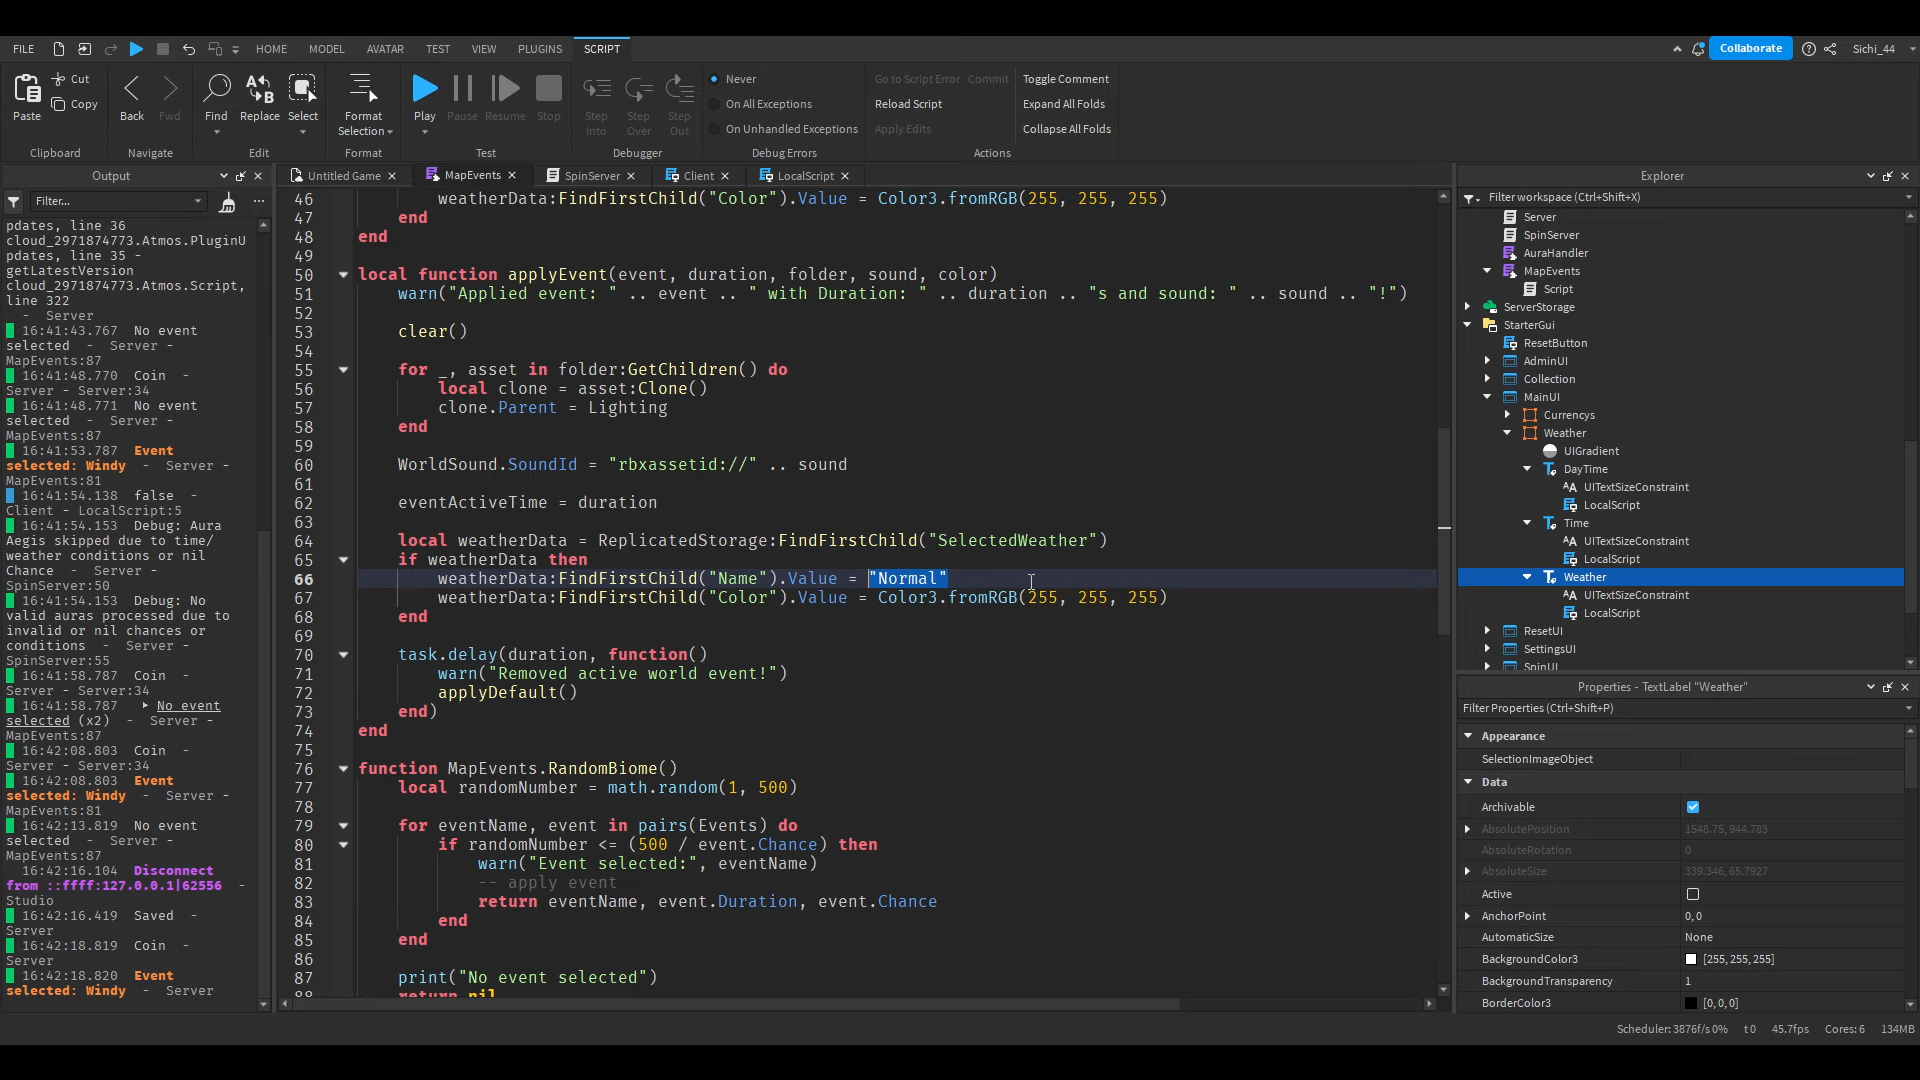 FILE HOME MODEL AVATAR TEST VIEW PLUGINS SCRIPT Collaborate Sichi_44
Cut
Copy
Paste
Back Fwd
Find Replace Select
Format
Selection
Play Pause Resume Stop
Step
Into
Step
Over
Step
Out
Never
On All Exceptions
On Unhandled Exceptions
Go to Script Error Commit
Reload Script
Apply Edits
Toggle Comment
Expand All Folds
Collapse All Folds
Clipboard Navigate Edit Format Test Debugger Debug Errors Actions
Output
Filter...
pdates, line 36
cloud_2971874773.Atmos.PluginU
pdates, line 35 -
getLatestVersion
cloud_2971874773.Atmos.Script,
line 322
- Server
16:41:43.767 No event
selected - Server -
MapEvents:87
16:41:48.770 Coin -
Server - Server:34
16:41:48.771 No event
selected - Server -
MapEvents:87
16:41:53.787 Event
selected: Windy - Server -
MapEvents:81
16:41:54.138 false -
Client - LocalScript:5
16:41:54.153 Debug: Aura
Aegis skipped due to time/
weather conditions or nil
Chance - Server -
SpinServer:50
16:41:54.153 Debug: No
valid auras processed due to
invalid or nil chances or
conditions - Server -
SpinServer:55
16:41:58.787 Coin -
Server - Server:34
16:41:58.787 No event
selected (x2) - Server -
MapEvents:87
16:42:08.803 Coin -
Server - Server:34
16:42:08.803 Event
selected: Windy - Server -
MapEvents:81
16:42:13.819 No event
selected - Server -
MapEvents:87
16:42:16.104 Disconnect
from ::ffff:127.0.0.1|62556 -
Studio
16:42:16.419 Saved -
Server
16:42:18.819 Coin -
Server
16:42:18.820 Event
selected: Windy - Server
Untitled Game MapEvents SpinServer Client LocalScript
46 weatherData:FindFirstChild("Color").Value = Color3.fromRGB(255, 255, 255)
47 end
48 end
49
50 local function applyEvent(event, duration, folder, sound, color)
51 warn("Applied event: " .. event .. " with Duration: " .. duration .. "s and sound: " .. sound .. "!")
52
53 clear()
54
55 for _, asset in folder:GetChildren() do
56 local clone = asset:Clone()
57 clone.Parent = Lighting
58 end
59
60 WorldSound.SoundId = "rbxassetid://" .. sound
61
62 eventActiveTime = duration
63
64 local weatherData = ReplicatedStorage:FindFirstChild("SelectedWeather")
65 if weatherData then
66 weatherData:FindFirstChild("Name").Value = "Normal"
67 weatherData:FindFirstChild("Color").Value = Color3.fromRGB(255, 255, 255)
68 end
69
70 task.delay(duration, function()
71 warn("Removed active world event!")
72 applyDefault()
73 end)
74 end
75
76 function MapEvents.RandomBiome()
77 local randomNumber = math.random(1, 500)
78
79 for eventName, event in pairs(Events) do
80 if randomNumber <= (500 / event.Chance) then
81 warn("Event selected:", eventName)
82 -- apply event
83 return eventName, event.Duration, event.Chance
84 end
85 end
86
87 print("No event selected")
88 return nil
Explorer
Filter workspace (Ctrl+Shift+X)
Server
SpinServer
AuraHandler
MapEvents
Script
ServerStorage
StarterGui
ResetButton
AdminUI
Collection
MainUI
Currencys
Weather
UIGradient
DayTime
UITextSizeConstraint
LocalScript
Time
UITextSizeConstraint
LocalScript
Weather
UITextSizeConstraint
LocalScript
ResetUI
SettingsUI
SpinUI
Properties - TextLabel "Weather"
Filter Properties (Ctrl+Shift+P)
Appearance
SelectionImageObject
Data
Archivable
AbsolutePosition 1548.75, 944.783
AbsoluteRotation 0
AbsoluteSize 339.346, 65.7927
Active
AnchorPoint 0,0
AutomaticSize None
BackgroundColor3 [255,255,255]
BackgroundTransparency 1
BorderColor3 [0,0,0]
Scheduler:3876f/s 0% t 0 45.7fps Cores: 6 134MB